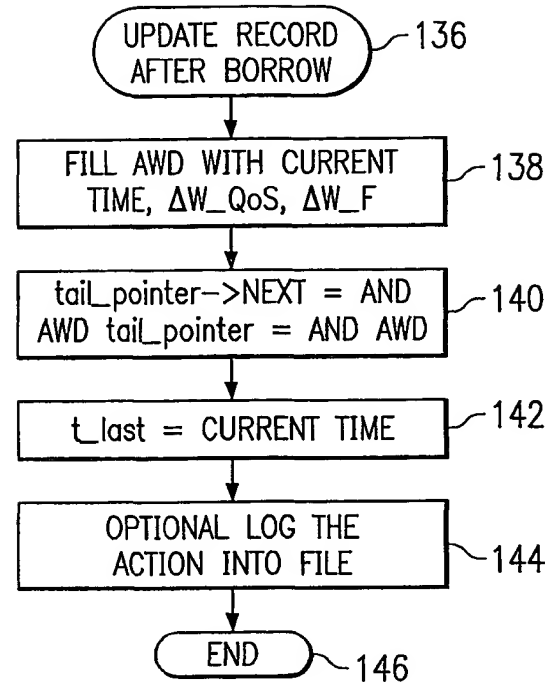 UPDATE RECORD
AFTER BORROW
136
FILL AWD WITH CURRENT
TIME, ΔW_QoS, ΔW_F
138
tail_pointer->NEXT = AND
AWD tail_pointer = AND AWD
140
t_last = CURRENT TIME
142
OPTIONAL LOG THE
ACTION INTO FILE
144
END
146